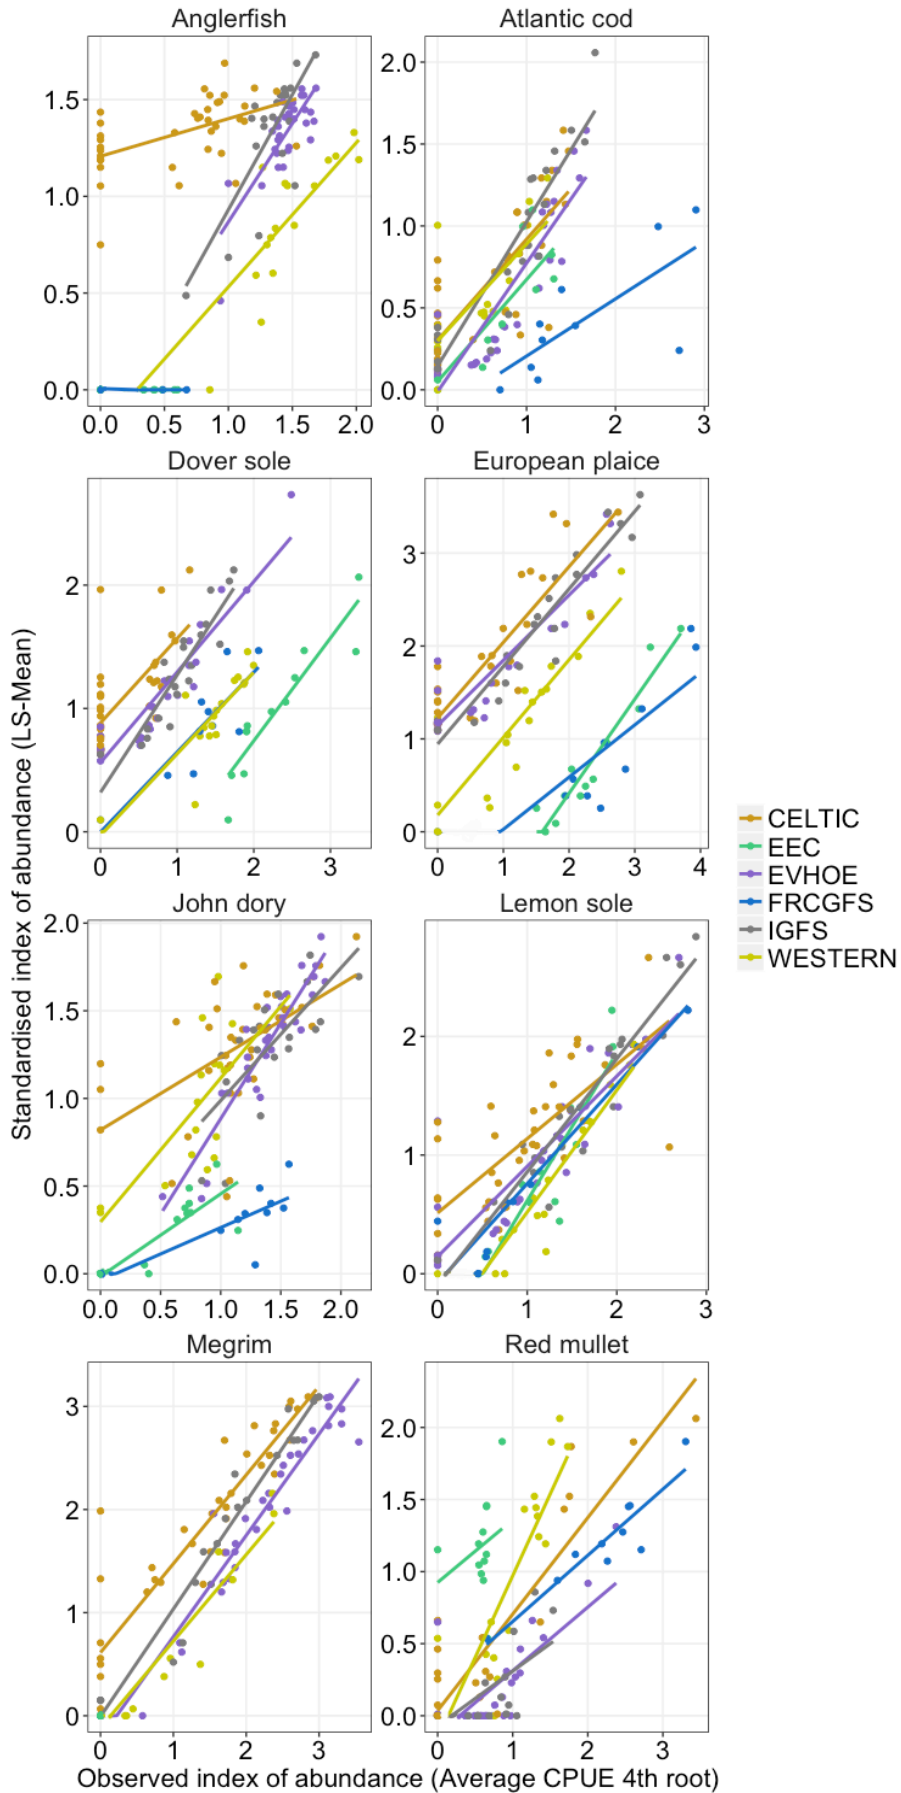 Anglerfish
Atlantic cod
1.5
1.0
0.5
0.0
0.0 0.5 1.0 1.5 2.0
2.0
1.5
1.0
0.5
0.0
0 1 2 3
Dover sole
European plaice
2
1
0
0 1 2 3
3
2
1
0
0 1 2 3 4
John dory
Lemon sole
2.0
1.5
1.0
0.5
0.0
0.0 0.5 1.0 1.5 2.0
2
1
0
0 1 2 3
Megrim
Red mullet
3
2
1
0
0 1 2 3
2.0
1.5
1.0
0.5
0.0
0 1 2 3
Standardised index of abundance (LS-Mean)
Observed index of abundance (Average CPUE 4th root)
CELTIC
EEC
EVHOE
FRCGFS
IGFS
WESTERN